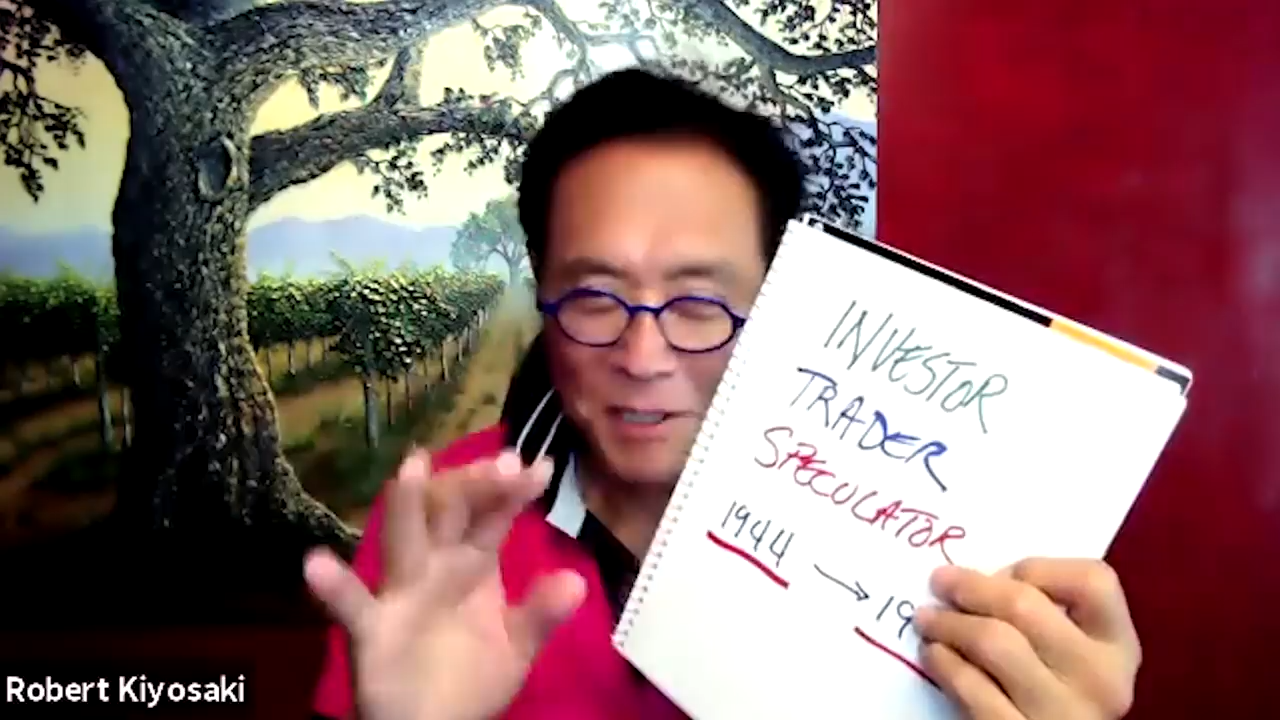 INVESTOR
TRADER
SPECULATOR
1944 → 19
Robert Kiyosaki